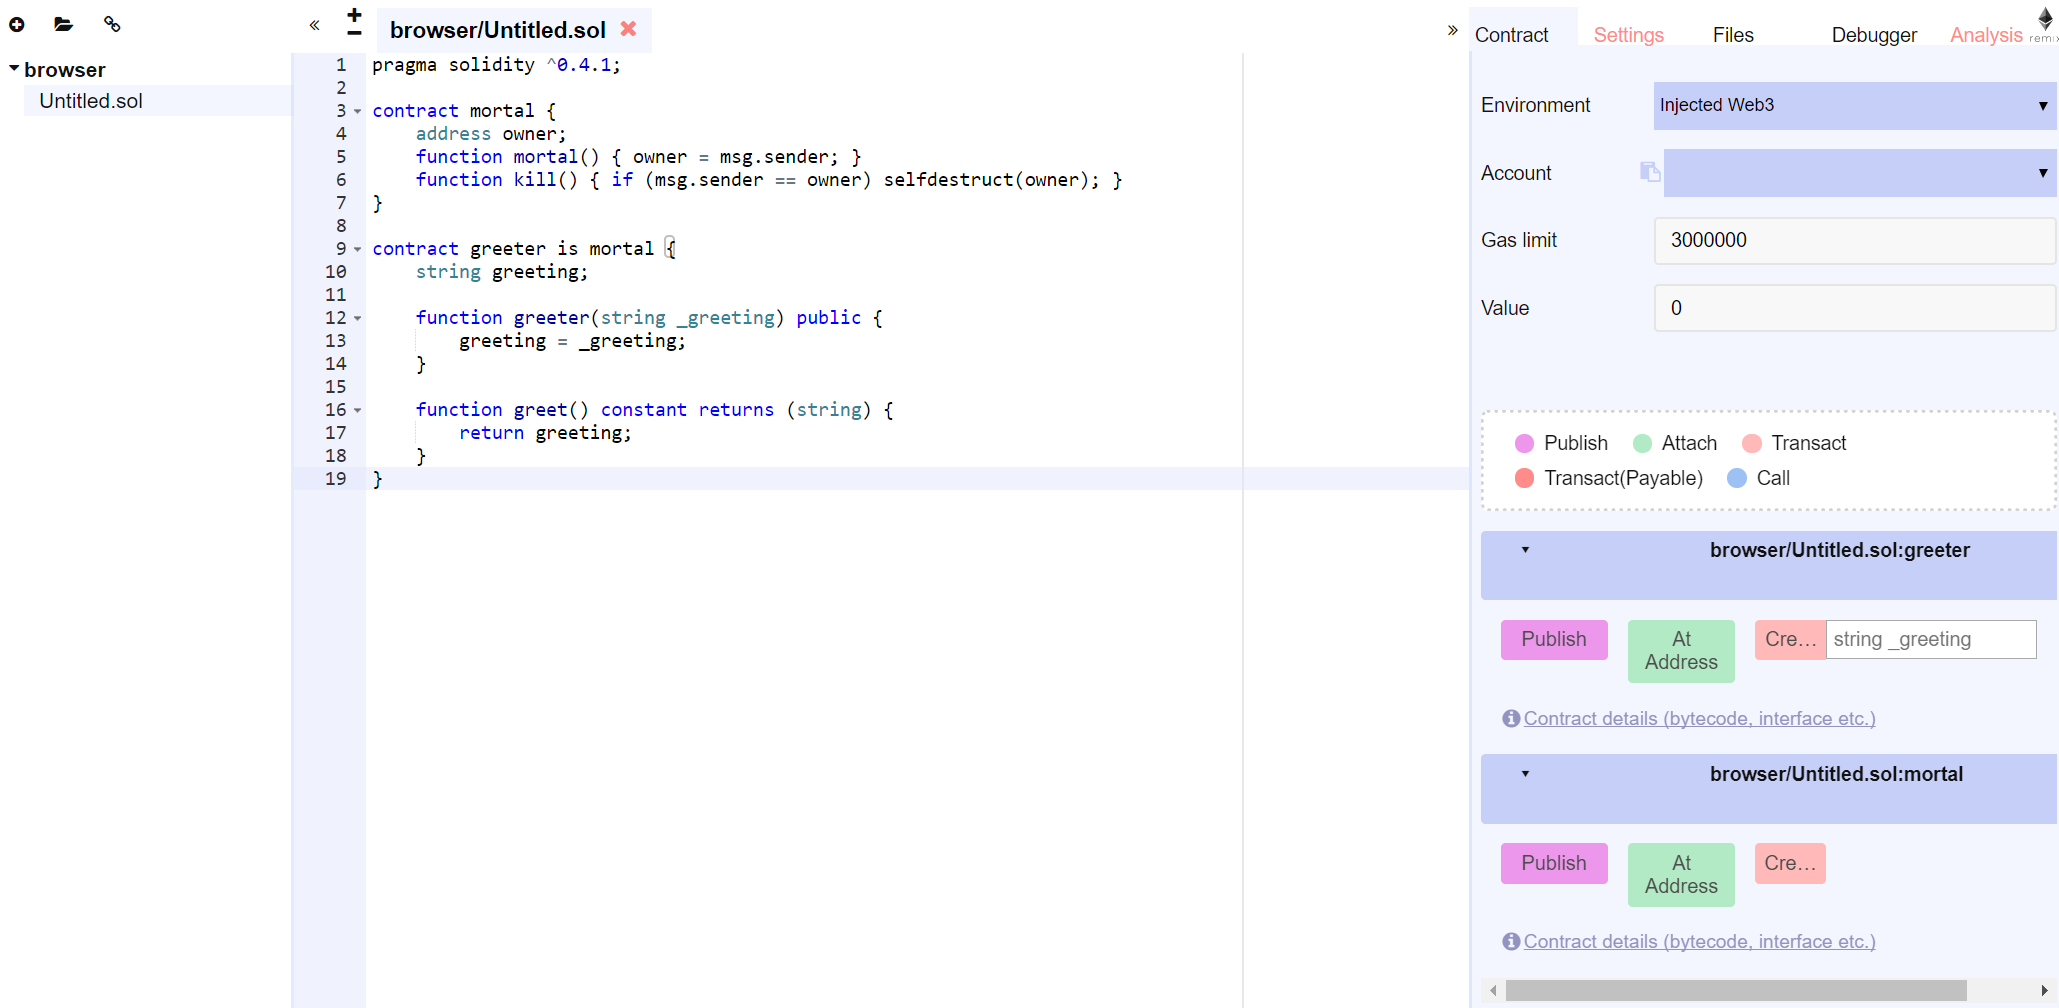 browser
Untitled.sol
«
+
-
browser/Untitled.sol ✖
»
1 pragma solidity ^0.4.1;
2
3 contract mortal {
4     address owner;
5     function mortal() { owner = msg.sender; }
6     function kill() { if (msg.sender == owner) selfdestruct(owner); }
7 }
8
9 contract greeter is mortal {
10     string greeting;
11
12     function greeter(string _greeting) public {
13         greeting = _greeting;
14     }
15
16     function greet() constant returns (string) {
17         return greeting;
18     }
19 }
Contract Settings Files Debugger Analysis remix
Environment Injected Web3
Account
Gas limit 3000000
Value 0
Publish Attach Transact
Transact(Payable) Call
browser/Untitled.sol:greeter
Publish At Address Cre… string _greeting
Contract details (bytecode, interface etc.)
browser/Untitled.sol:mortal
Publish At Address Cre…
Contract details (bytecode, interface etc.)